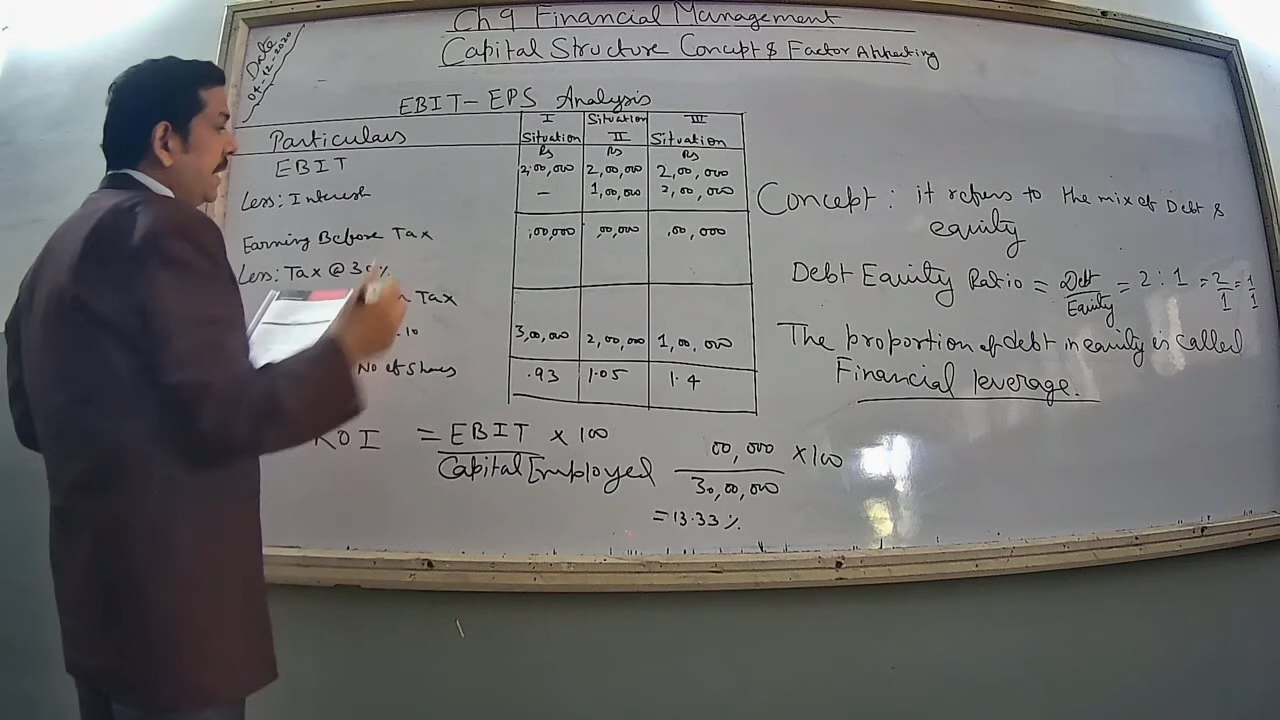 Ch 9 Financial Management
Capital Structure Concept & Factor Affecting
Date
04-12-2020
EBIT- EPS Analysis
Particulars
I
Situation
Situation
II
III
Situation
Rs
Rs
Rs
EBIT
2,00,000
2,00,000
2,00,000
Less: Interest
—
1,00,000
2,00,000
Earning Before Tax
,00,000
,00,000
,00,000
Less: Tax @ 30%
Tax
.10
3,00,000
2,00,000
1,00,000
No of Shares
.93
1.05
1.4
ROI = EBIT × 100
Capital Employed
00,000 × 100
30,00,000
= 13.33 %
Concept : it refers to the mix of Debt &
equity
Debt Equity Ratio = Debt = 2 : 1 = 2 = 1
Equity 1 1
The proportion of debt in equity is called
Financial leverage.